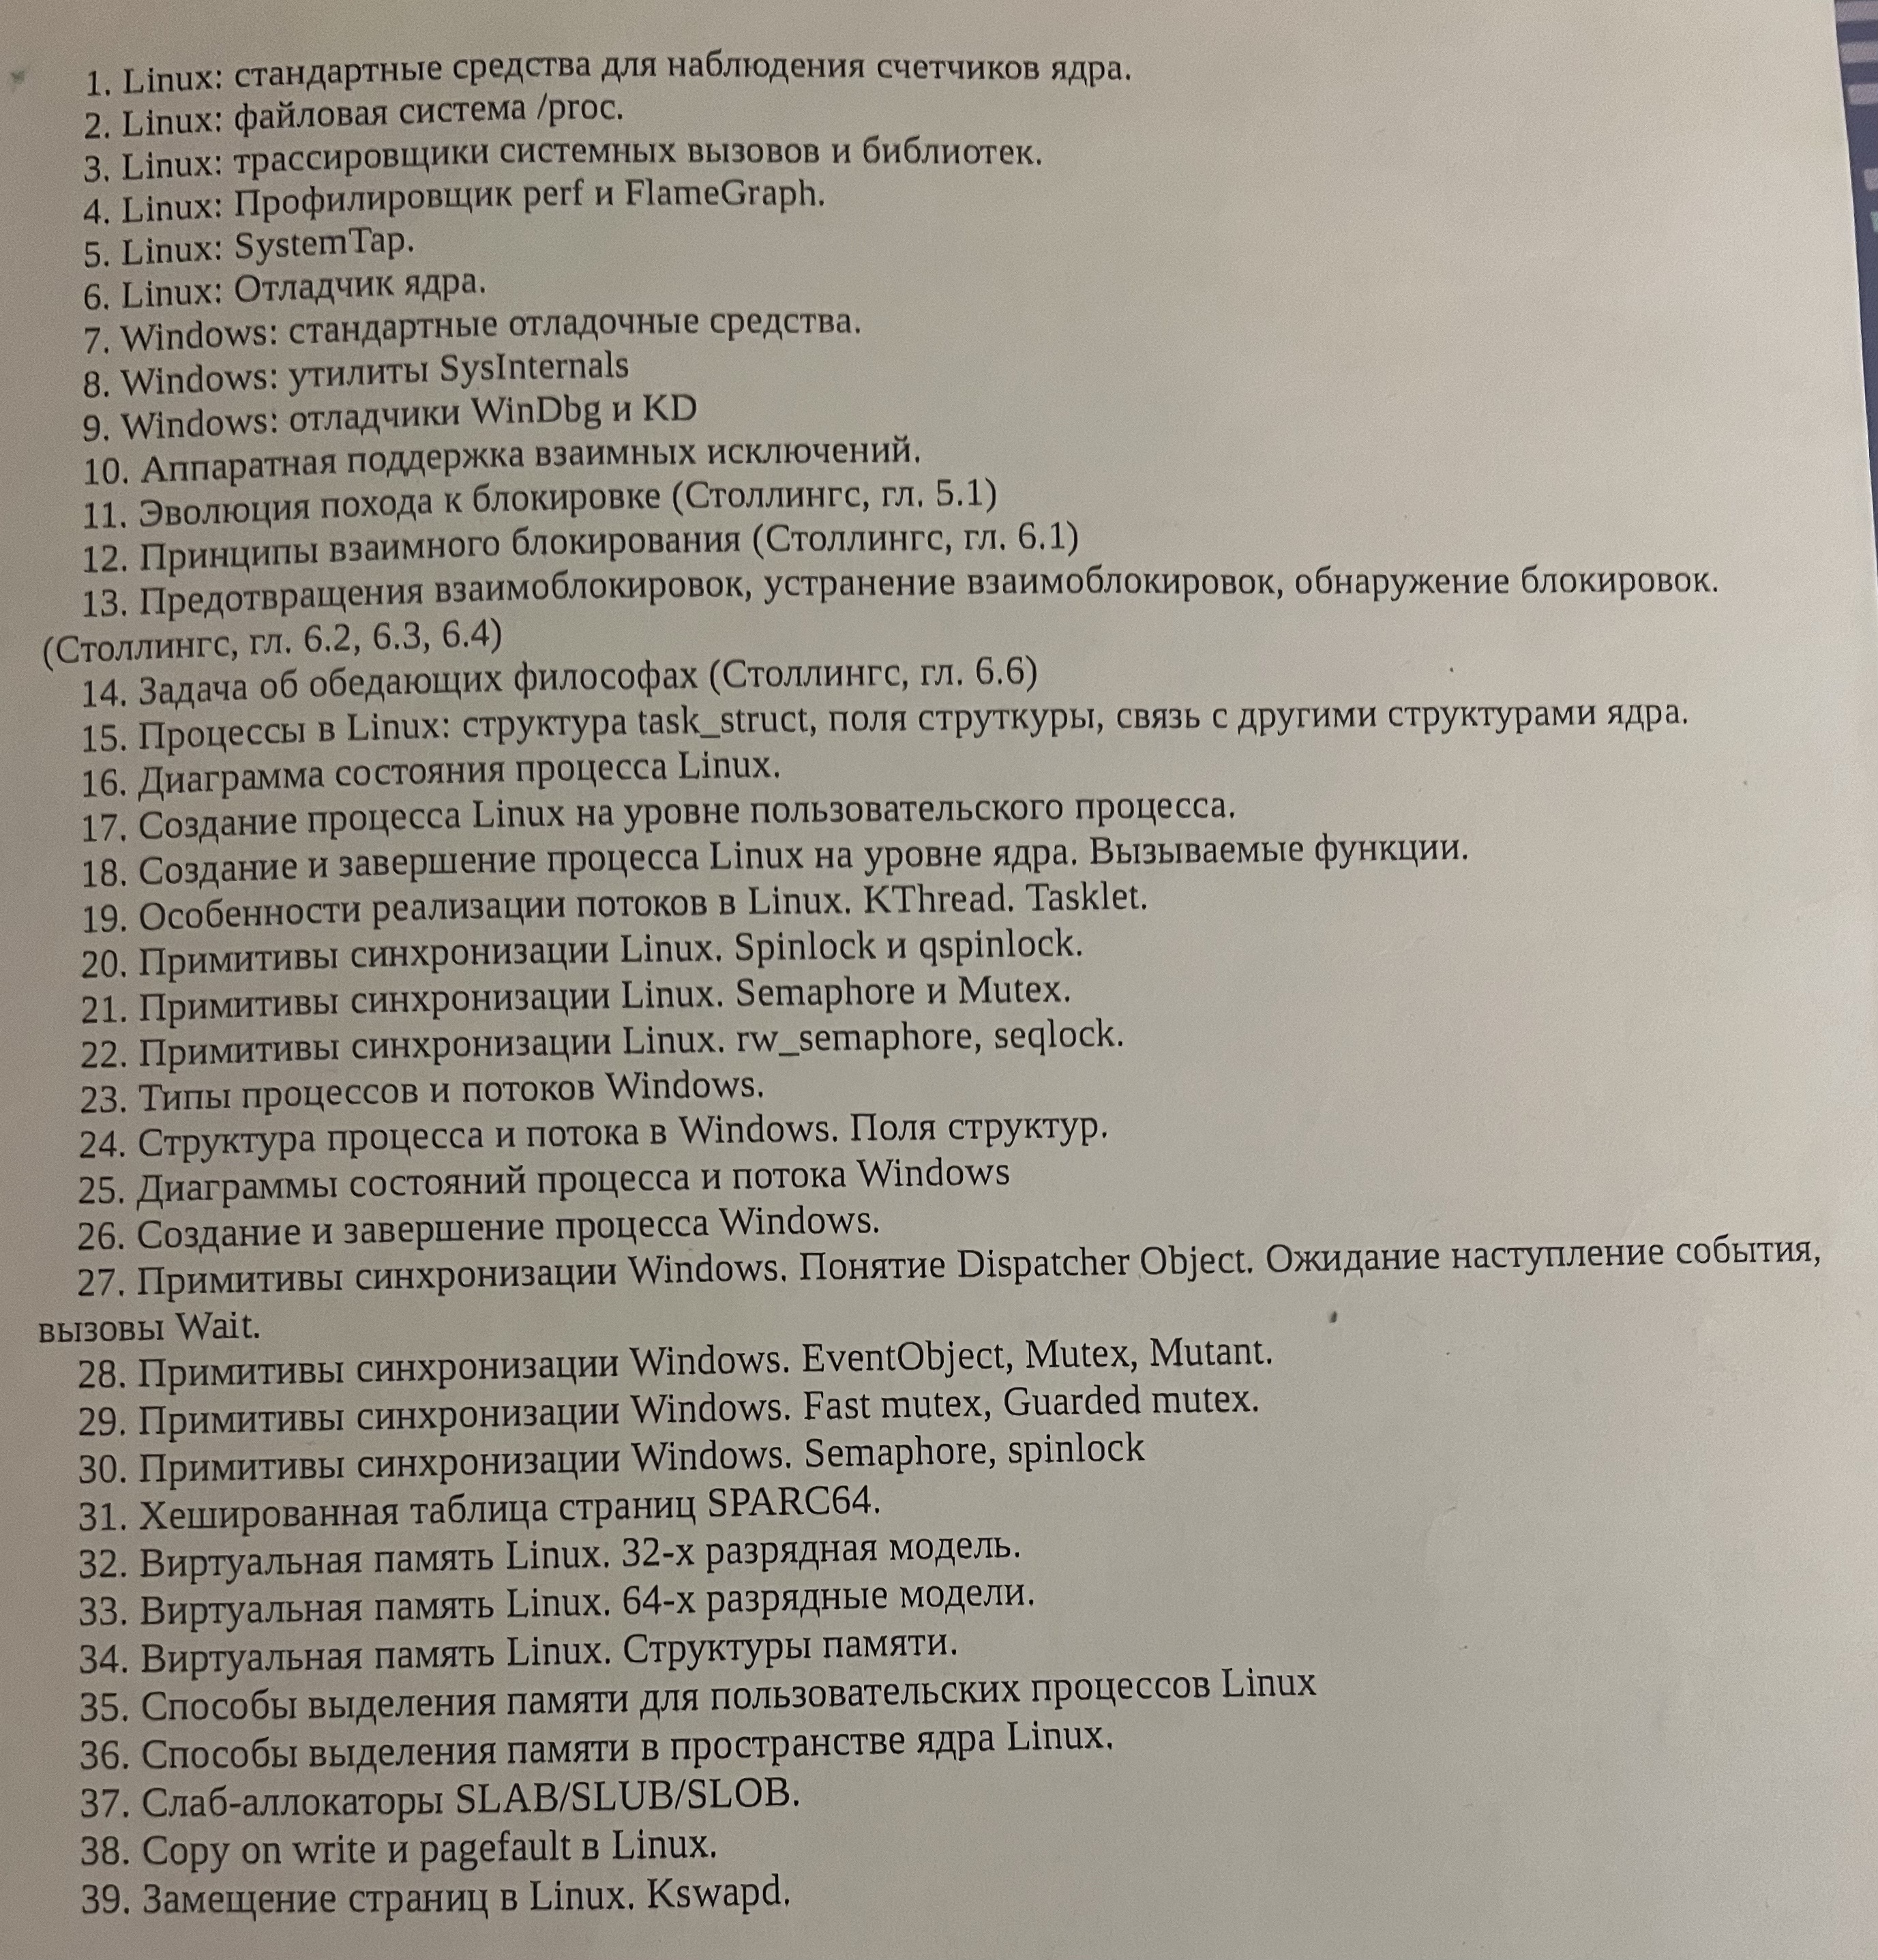 1. Linux: стандартные средства для наблюдения счетчиков ядра.
2. Linux: файловая система /proc.
3. Linux: трассировщики системных вызовов и библиотек.
4. Linux: Профилировщик perf и FlameGraph.
5. Linux: SystemTap.
6. Linux: Отладчик ядра.
7. Windows: стандартные отладочные средства.
8. Windows: утилиты SysInternals
9. Windows: отладчики WinDbg и KD
10. Аппаратная поддержка взаимных исключений.
11. Эволюция похода к блокировке (Столлингс, гл. 5.1)
12. Принципы взаимного блокирования (Столлингс, гл. 6.1)
13. Предотвращения взаимоблокировок, устранение взаимоблокировок, обнаружение блокировок.
(Столлингс, гл. 6.2, 6.3, 6.4)
14. Задача об обедающих философах (Столлингс, гл. 6.6)
15. Процессы в Linux: структура task_struct, поля струткуры, связь с другими структурами ядра.
16. Диаграмма состояния процесса Linux.
17. Создание процесса Linux на уровне пользовательского процесса.
18. Создание и завершение процесса Linux на уровне ядра. Вызываемые функции.
19. Особенности реализации потоков в Linux. KThread. Tasklet.
20. Примитивы синхронизации Linux. Spinlock и qspinlock.
21. Примитивы синхронизации Linux. Semaphore и Mutex.
22. Примитивы синхронизации Linux. rw_semaphore, seqlock.
23. Типы процессов и потоков Windows.
24. Структура процесса и потока в Windows. Поля структур.
25. Диаграммы состояний процесса и потока Windows
26. Создание и завершение процесса Windows.
27. Примитивы синхронизации Windows. Понятие Dispatcher Object. Ожидание наступление события,
вызовы Wait.
28. Примитивы синхронизации Windows. EventObject, Mutex, Mutant.
29. Примитивы синхронизации Windows. Fast mutex, Guarded mutex.
30. Примитивы синхронизации Windows. Semaphore, spinlock
31. Хешированная таблица страниц SPARC64.
32. Виртуальная память Linux. 32-х разрядная модель.
33. Виртуальная память Linux. 64-х разрядные модели.
34. Виртуальная память Linux. Структуры памяти.
35. Способы выделения памяти для пользовательских процессов Linux
36. Способы выделения памяти в пространстве ядра Linux.
37. Слаб-аллокаторы SLAB/SLUB/SLOB.
38. Copy on write и pagefault в Linux.
39. Замещение страниц в Linux. Kswapd.